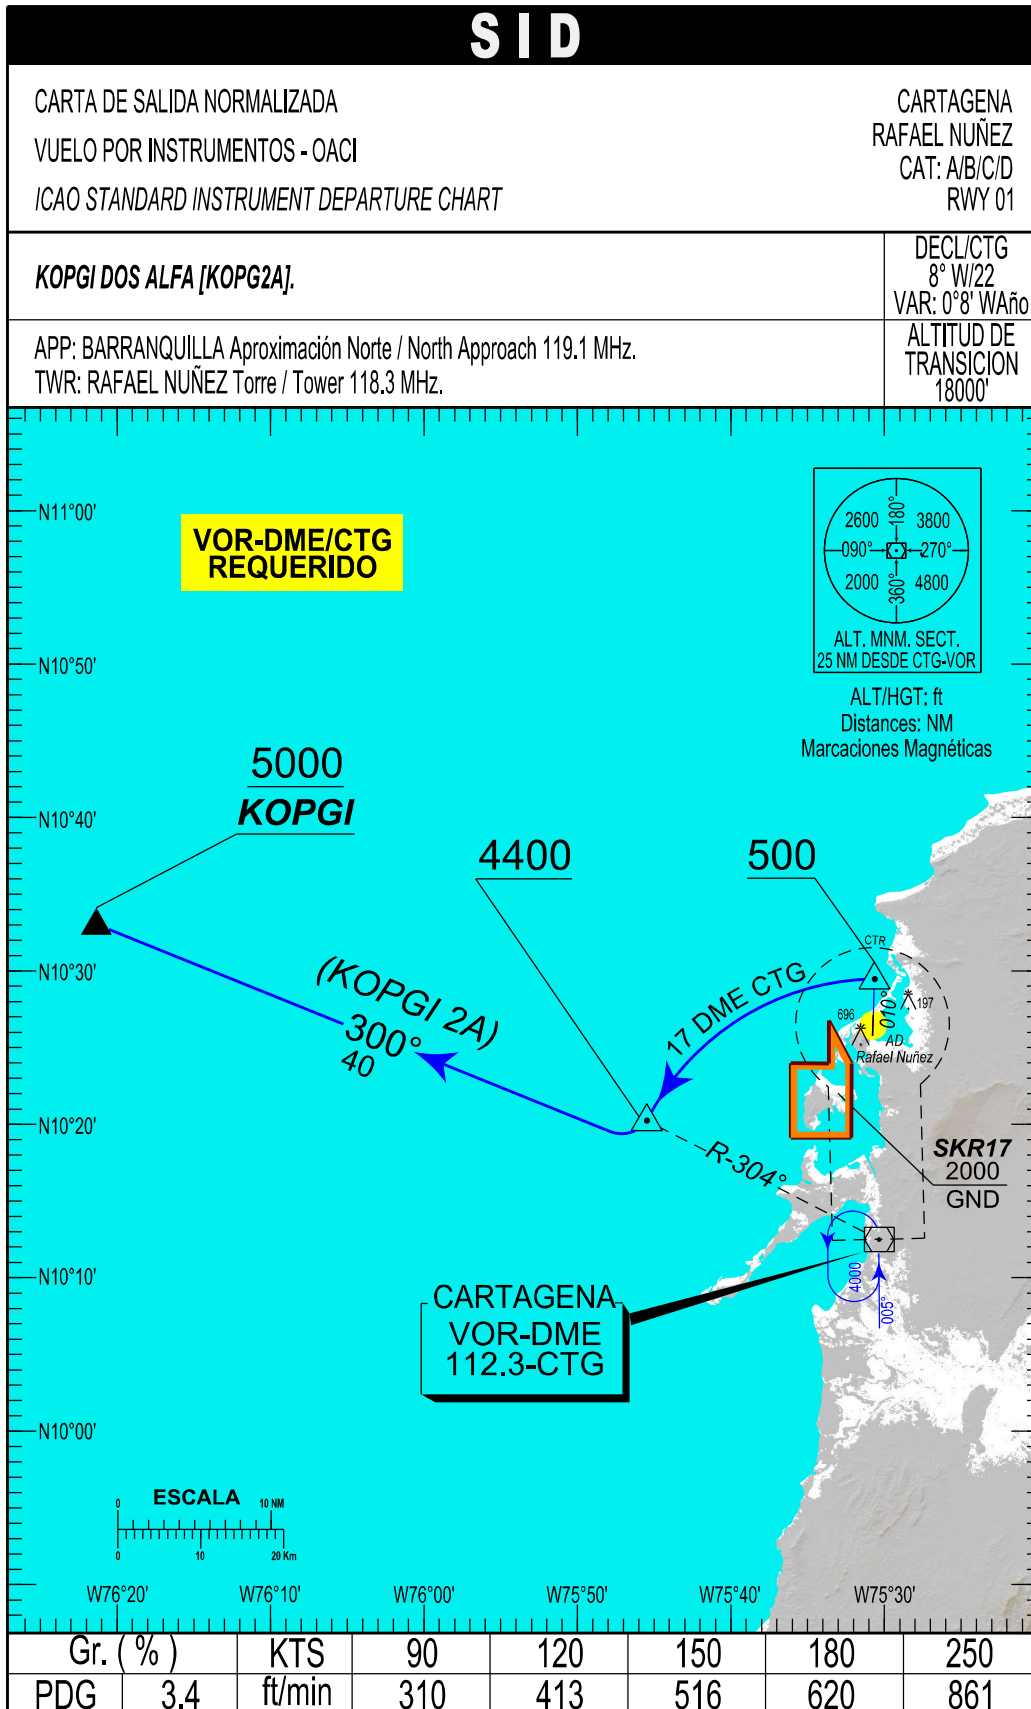 SID
CARTA DE SALIDA NORMALIZADA
VUELO POR INSTRUMENTOS - OACI
ICAO STANDARD INSTRUMENT DEPARTURE CHART
CARTAGENA
RAFAEL NUÑEZ
CAT: A/B/C/D
RWY 01
KOPGI DOS ALFA [KOPG2A].
DECL/CTG
8° W/22
VAR: 0°8' WAño
APP: BARRANQUILLA Aproximación Norte / North Approach 119.1 MHz.
TWR: RAFAEL NUÑEZ Torre / Tower 118.3 MHz.
ALTITUD DE
TRANSICION
18000'
N11°00'
VOR-DME/CTG
REQUERIDO
2600 180° 3800
090° 270°
2000 360° 4800
ALT. MNM. SECT.
25 NM DESDE CTG-VOR
N10°50'
ALT/HGT: ft
Distances: NM
Marcaciones Magnéticas
5000
KOPGI
N10°40'
4400
500
CTR
N10°30'
(KOPGI 2A)
300°
40
17 DME CTG
010°
197
696
AD
Rafael Nuñez
N10°20'
R-304°
SKR17
2000
GND
N10°10'
4000
005°
CARTAGENA
VOR-DME
112.3-CTG
N10°00'
ESCALA
0 10 NM
0 10 20 Km
W76°20' W76°10' W76°00' W75°50' W75°40' W75°30'
Gr. ( % ) KTS 90 120 150 180 250
PDG 3.4 ft/min 310 413 516 620 861